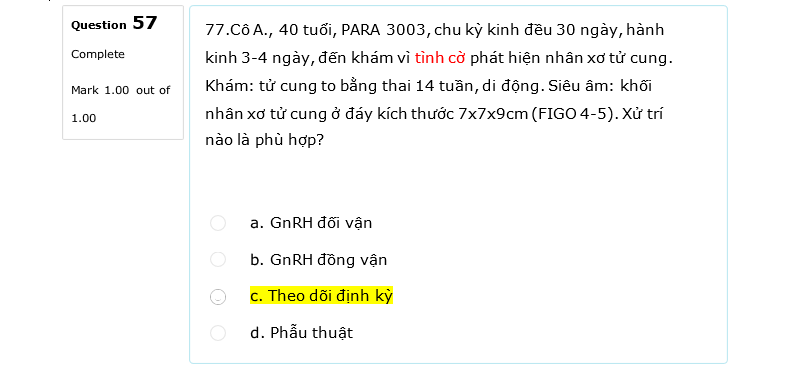 Question 57
Complete
Mark 1.00 out of
1.00
77.Cô A., 40 tuổi, PARA 3003, chu kỳ kinh đều 30 ngày, hành
kinh 3-4 ngày, đến khám vì tình cờ phát hiện nhân xơ tử cung.
Khám: tử cung to bằng thai 14 tuần, di động. Siêu âm: khối
nhân xơ tử cung ở đáy kích thước 7x7x9cm (FIGO 4-5). Xử trí
nào là phù hợp?
a. GnRH đối vận
b. GnRH đồng vận
c. Theo dõi định kỳ
d. Phẫu thuật